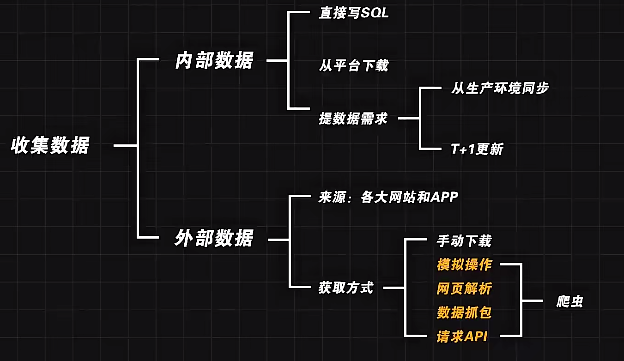 收集数据
内部数据
直接写SQL
从平台下载
提数据需求
从生产环境同步
T+1更新
外部数据
来源：各大网站和APP
获取方式
手动下载
模拟操作
网页解析
数据抓包
请求API
爬虫